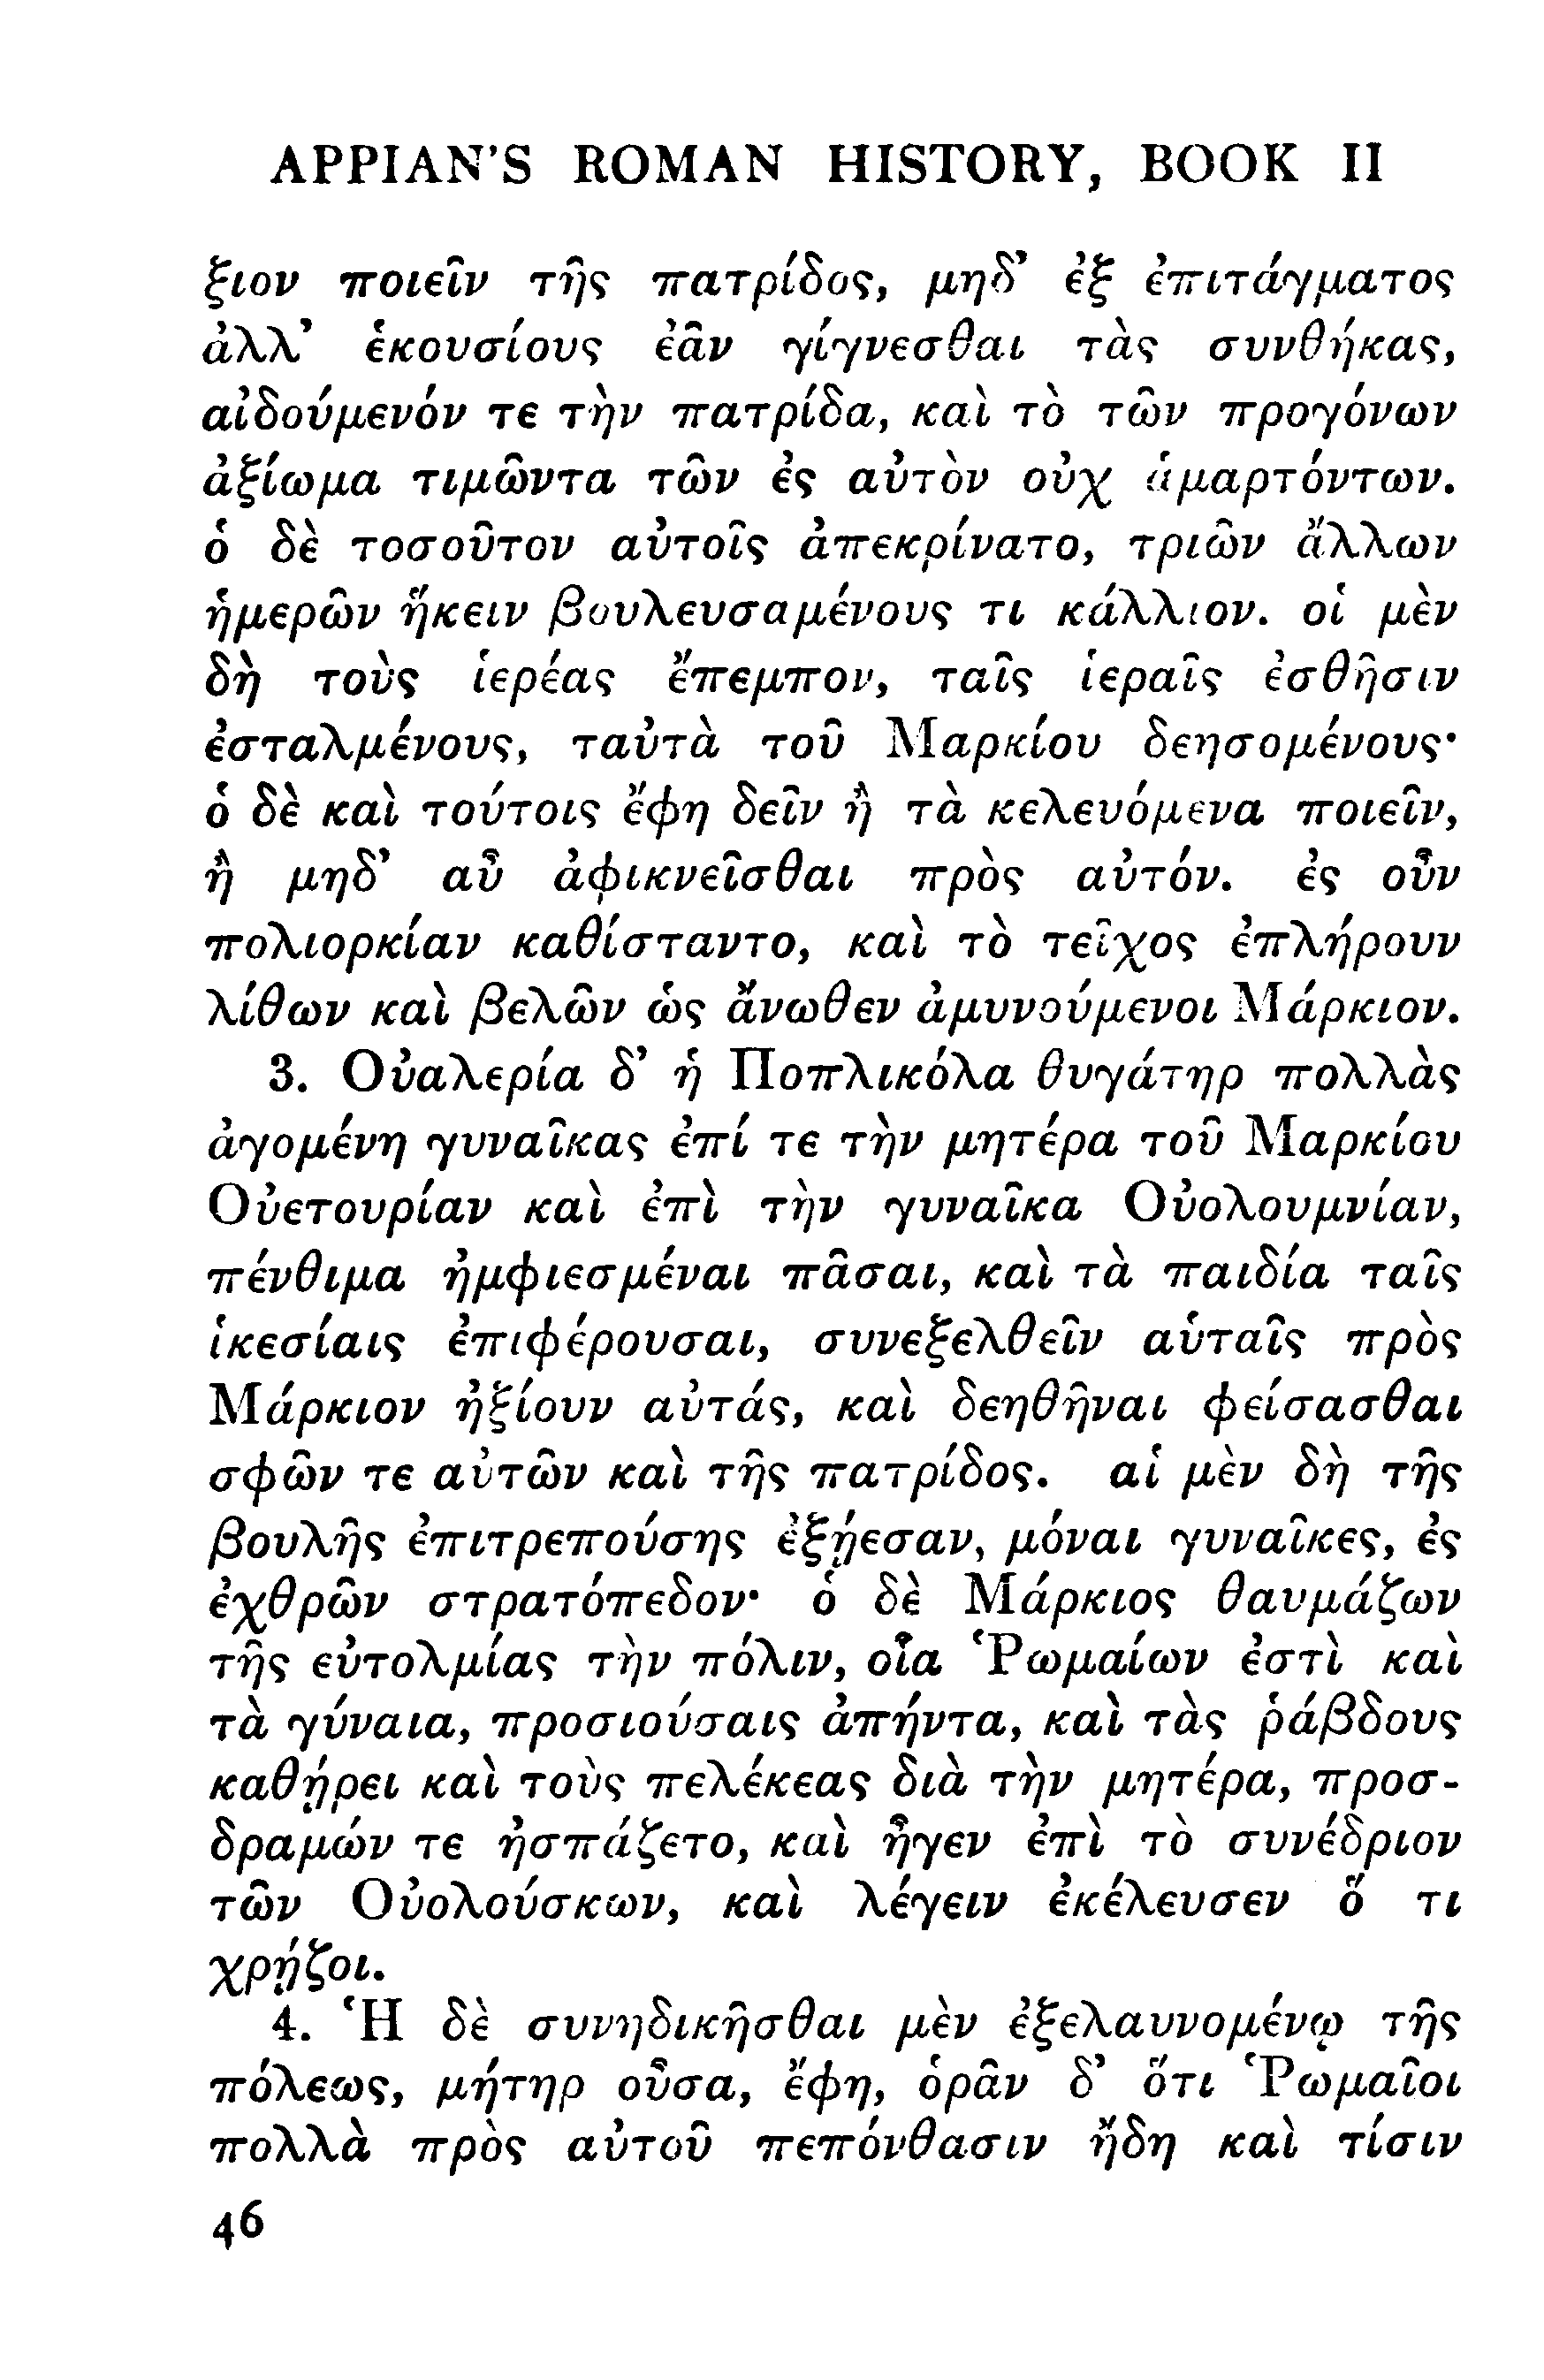 APPIAN'S ROMAN HISTORY, BOOK II
ξιον ποιεῖν τῆς πατρίδος, μηδ' ἐξ ἐπιτάγματος
ἀλλ' ἑκουσίους ἐᾶν γίγνεσθαι τὰς συνθήκας,
αἰδούμενόν τε τὴν πατρίδα, καὶ τὸ τῶν προγόνων
ἀξίωμα τιμῶντα τῶν ἐς αὐτὸν οὐχ ἁμαρτόντων.
ὁ δὲ τοσοῦτον αὐτοῖς ἀπεκρίνατο, τριῶν ἄλλων
ἡμερῶν ἥκειν βουλευσαμένους τι κάλλιον. οἱ μὲν
δὴ τοὺς ἱερέας ἔπεμπον, ταῖς ἱεραῖς ἐσθῆσιν
ἐσταλμένους, ταὐτὰ τοῦ Μαρκίου δεησομένους·
ὁ δὲ καὶ τούτοις ἔφη δεῖν ἢ τὰ κελευόμενα ποιεῖν,
ἢ μηδ' αὖ ἀφικνεῖσθαι πρὸς αὐτόν. ἐς οὖν
πολιορκίαν καθίσταντο, καὶ τὸ τεῖχος ἐπλήρουν
λίθων καὶ βελῶν ὡς ἄνωθεν ἀμυνούμενοι Μάρκιον.
3. Οὐαλερία δ' ἡ Ποπλικόλα θυγάτηρ πολλὰς
ἀγομένη γυναῖκας ἐπί τε τὴν μητέρα τοῦ Μαρκίου
Οὐετουρίαν καὶ ἐπὶ τὴν γυναῖκα Οὐολουμνίαν,
πένθιμα ἠμφιεσμέναι πᾶσαι, καὶ τὰ παιδία ταῖς
ἱκεσίαις ἐπιφέρουσαι, συνεξελθεῖν αὑταῖς πρὸς
Μάρκιον ἠξίουν αὐτάς, καὶ δεηθῆναι φείσασθαι
σφῶν τε αὐτῶν καὶ τῆς πατρίδος. αἱ μὲν δὴ τῆς
βουλῆς ἐπιτρεπούσης ἐξῄεσαν, μόναι γυναῖκες, ἐς
ἐχθρῶν στρατόπεδον· ὁ δὲ Μάρκιος θαυμάζων
τῆς εὐτολμίας τὴν πόλιν, οἷα Ῥωμαίων ἐστὶ καὶ
τὰ γύναια, προσιούσαις ἀπήντα, καὶ τὰς ῥάβδους
καθῄρει καὶ τοὺς πελέκεας διὰ τὴν μητέρα, προσ-
δραμών τε ἠσπάζετο, καὶ ἦγεν ἐπὶ τὸ συνέδριον
τῶν Οὐολούσκων, καὶ λέγειν ἐκέλευσεν ὅ τι
χρῄζοι.
4. Ἡ δὲ συνηδικῆσθαι μὲν ἐξελαυνομένῳ τῆς
πόλεως, μήτηρ οὖσα, ἔφη, ὁρᾶν δ' ὅτι Ῥωμαῖοι
πολλὰ πρὸς αὐτοῦ πεπόνθασιν ἤδη καὶ τίσιν
46